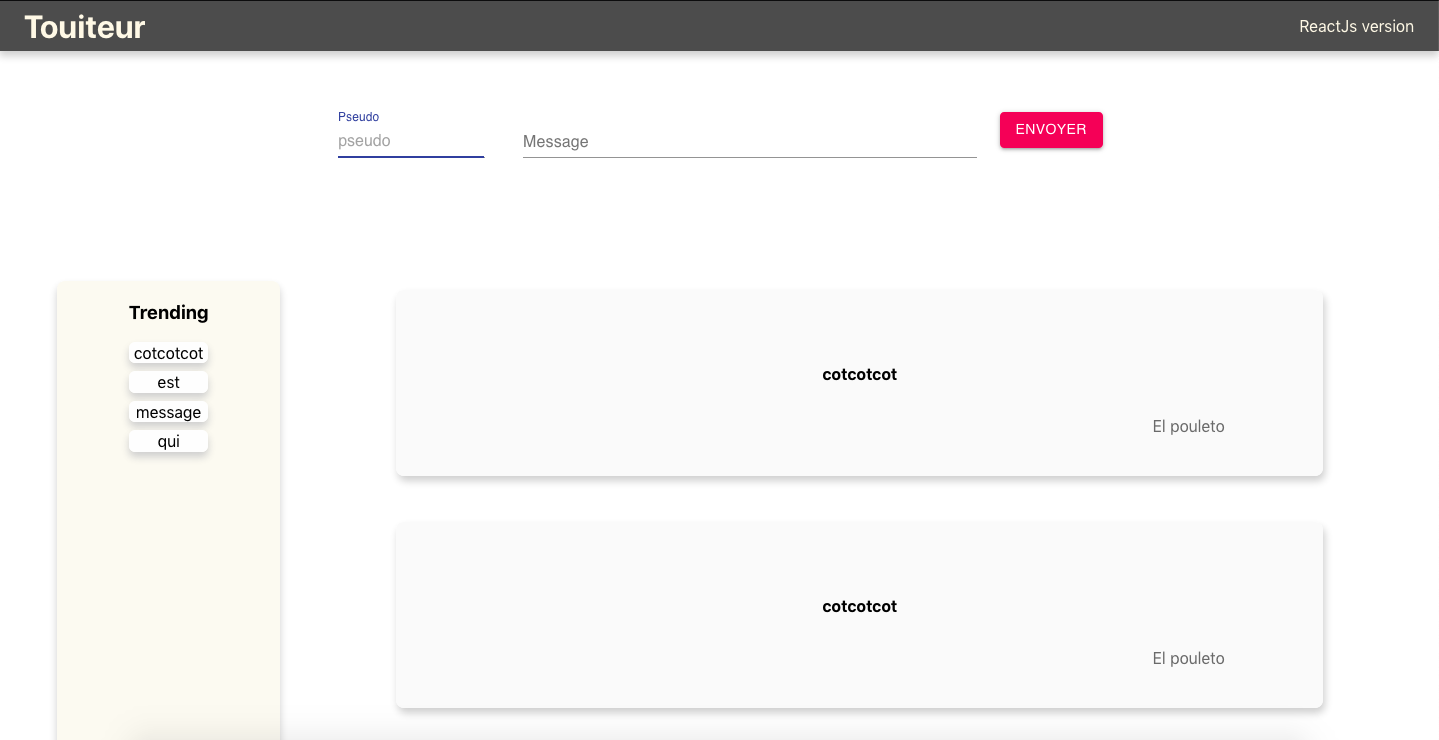 Touiteur
ReactJs version
Pseudo
pseudo
Message
ENVOYER
Trending
cotcotcot
est
message
qui
cotcotcot
El pouleto
cotcotcot
El pouleto